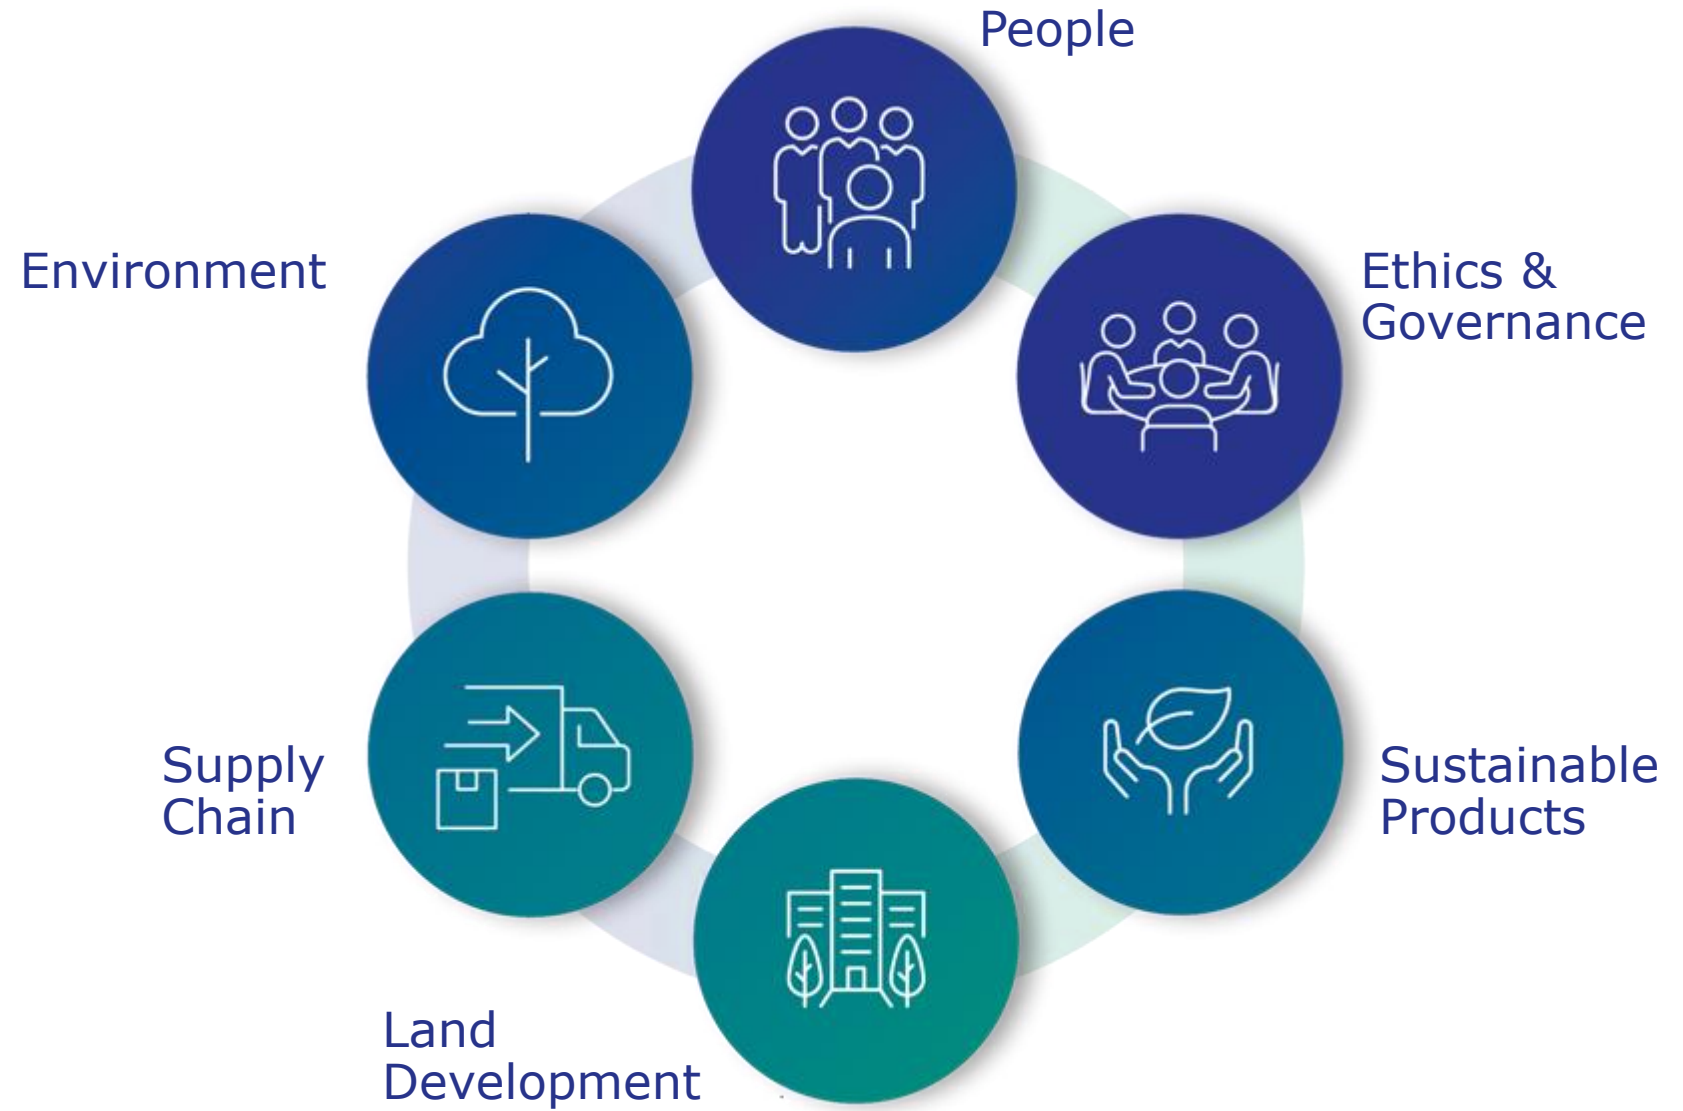 People
Environment
Ethics &
Governance
Supply
Chain
Sustainable
Products
Land
Development